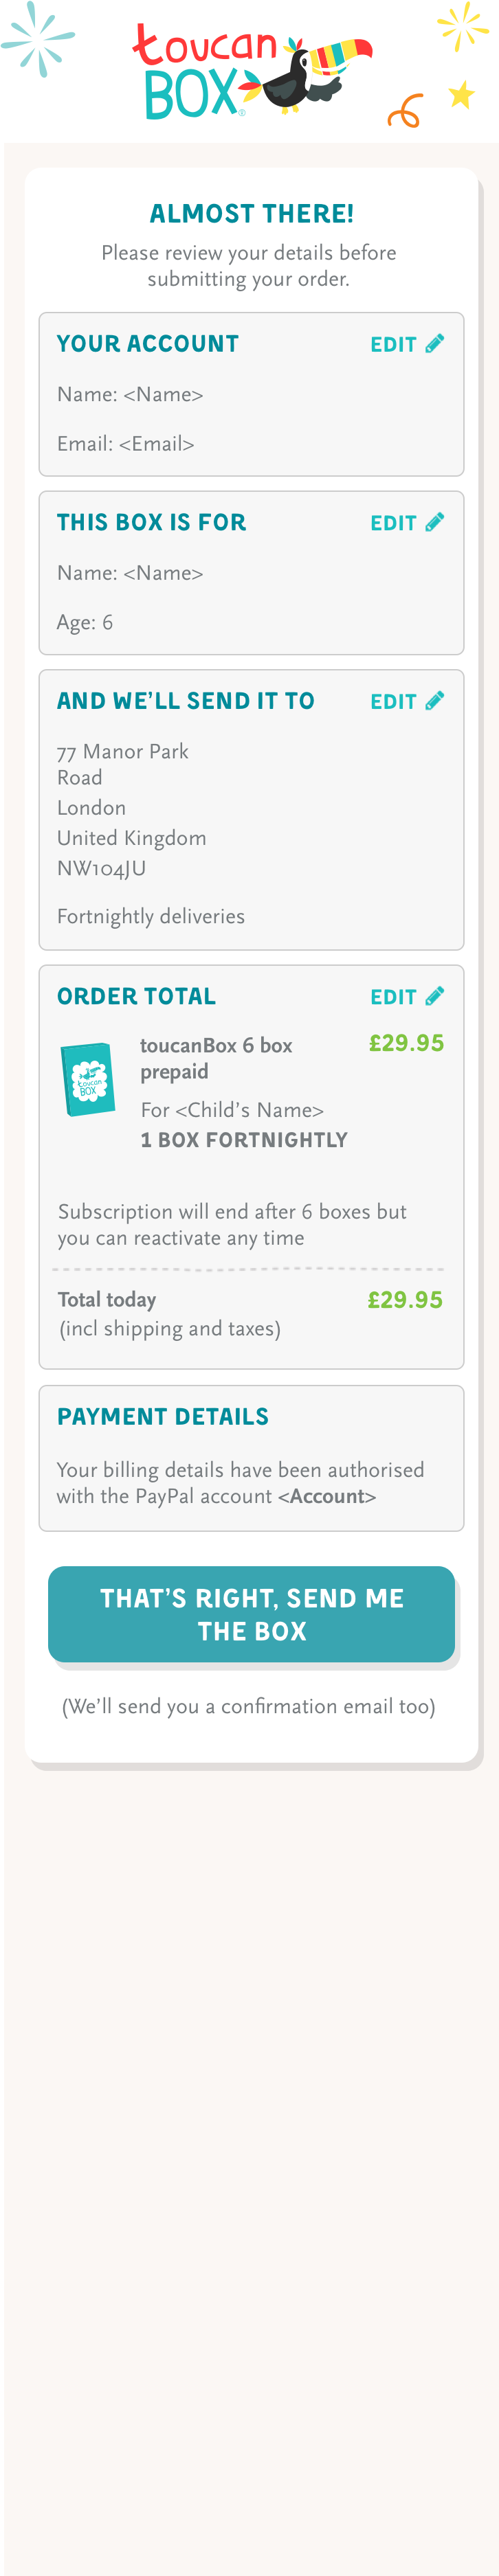 toucan
BOX®
ALMOST THERE!
Please review your details before
submitting your order.
YOUR ACCOUNT
EDIT
Name: <Name>
Email: <Email>
THIS BOX IS FOR
EDIT
Name: <Name>
Age: 6
AND WE'LL SEND IT TO
EDIT
77 Manor Park
Road
London
United Kingdom
NW104JU
Fortnightly deliveries
ORDER TOTAL
EDIT
toucan
BOX
toucanBox 6 box
prepaid
£29.95
For <Child's Name>
1 BOX FORTNIGHTLY
Subscription will end after 6 boxes but
you can reactivate any time
Total today
£29.95
(incl shipping and taxes)
PAYMENT DETAILS
Your billing details have been authorised
with the PayPal account <Account>
THAT'S RIGHT, SEND ME
THE BOX
(We'll send you a confirmation email too)